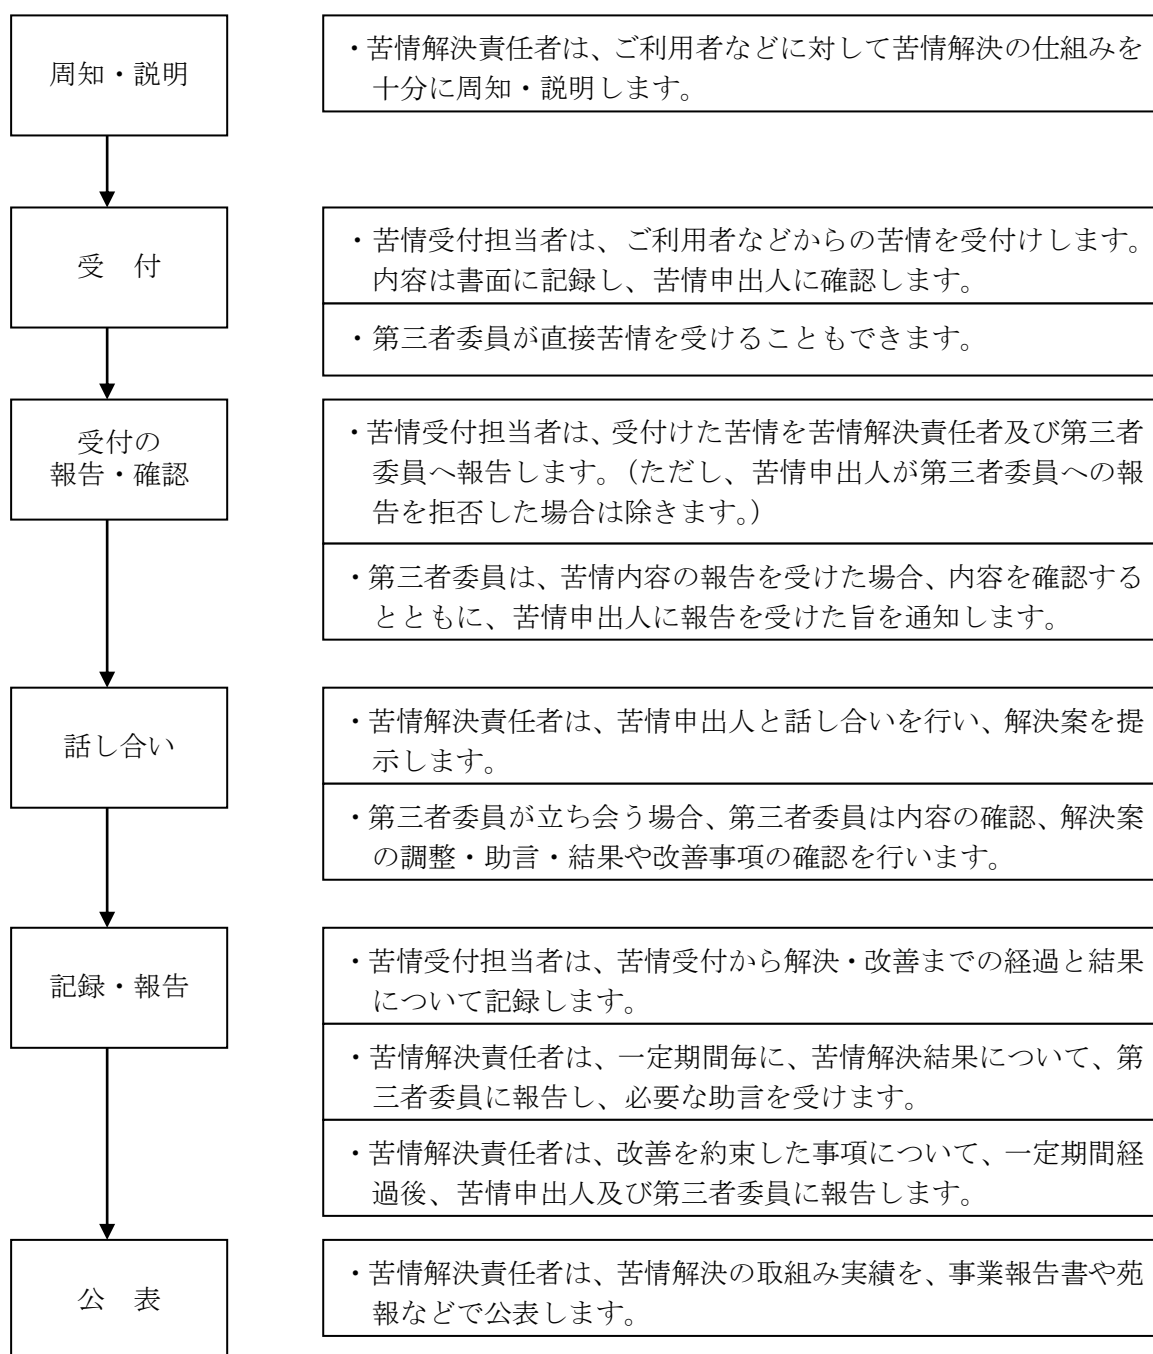 周知・説明
・苦情解決責任者は、ご利用者などに対して苦情解決の仕組みを
十分に周知・説明します。
受　付
・苦情受付担当者は、ご利用者などからの苦情を受付けします。
内容は書面に記録し、苦情申出人に確認します。
・第三者委員が直接苦情を受けることもできます。
受付の
報告・確認
・苦情受付担当者は、受付けた苦情を苦情解決責任者及び第三者
委員へ報告します。（ただし、苦情申出人が第三者委員への報
告を拒否した場合は除きます。）
・第三者委員は、苦情内容の報告を受けた場合、内容を確認する
とともに、苦情申出人に報告を受けた旨を通知します。
話し合い
・苦情解決責任者は、苦情申出人と話し合いを行い、解決案を提
示します。
・第三者委員が立ち会う場合、第三者委員は内容の確認、解決案
の調整・助言・結果や改善事項の確認を行います。
記録・報告
・苦情受付担当者は、苦情受付から解決・改善までの経過と結果
について記録します。
・苦情解決責任者は、一定期間毎に、苦情解決結果について、第
三者委員に報告し、必要な助言を受けます。
・苦情解決責任者は、改善を約束した事項について、一定期間経
過後、苦情申出人及び第三者委員に報告します。
公　表
・苦情解決責任者は、苦情解決の取組み実績を、事業報告書や苑
報などで公表します。